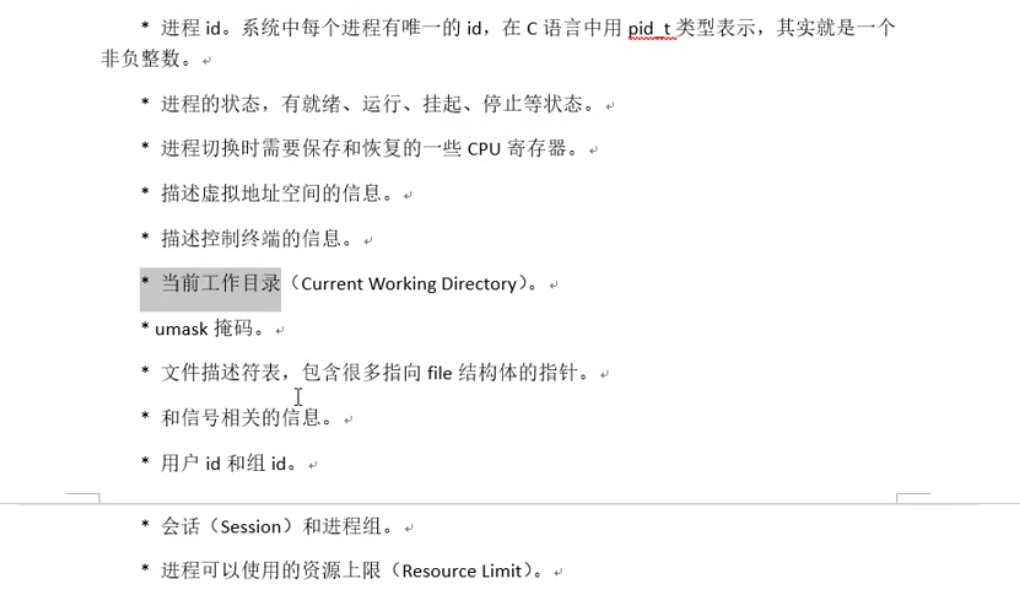 * 进程 id。系统中每个进程有唯一的 id，在 C 语言中用 pid_t 类型表示，其实就是一个
非负整数。
* 进程的状态，有就绪、运行、挂起、停止等状态。
* 进程切换时需要保存和恢复的一些 CPU 寄存器。
* 描述虚拟地址空间的信息。
* 描述控制终端的信息。
* 当前工作目录（Current Working Directory）。
* umask 掩码。
* 文件描述符表，包含很多指向 file 结构体的指针。
* 和信号相关的信息。
* 用户 id 和组 id。
* 会话（Session）和进程组。
* 进程可以使用的资源上限（Resource Limit）。